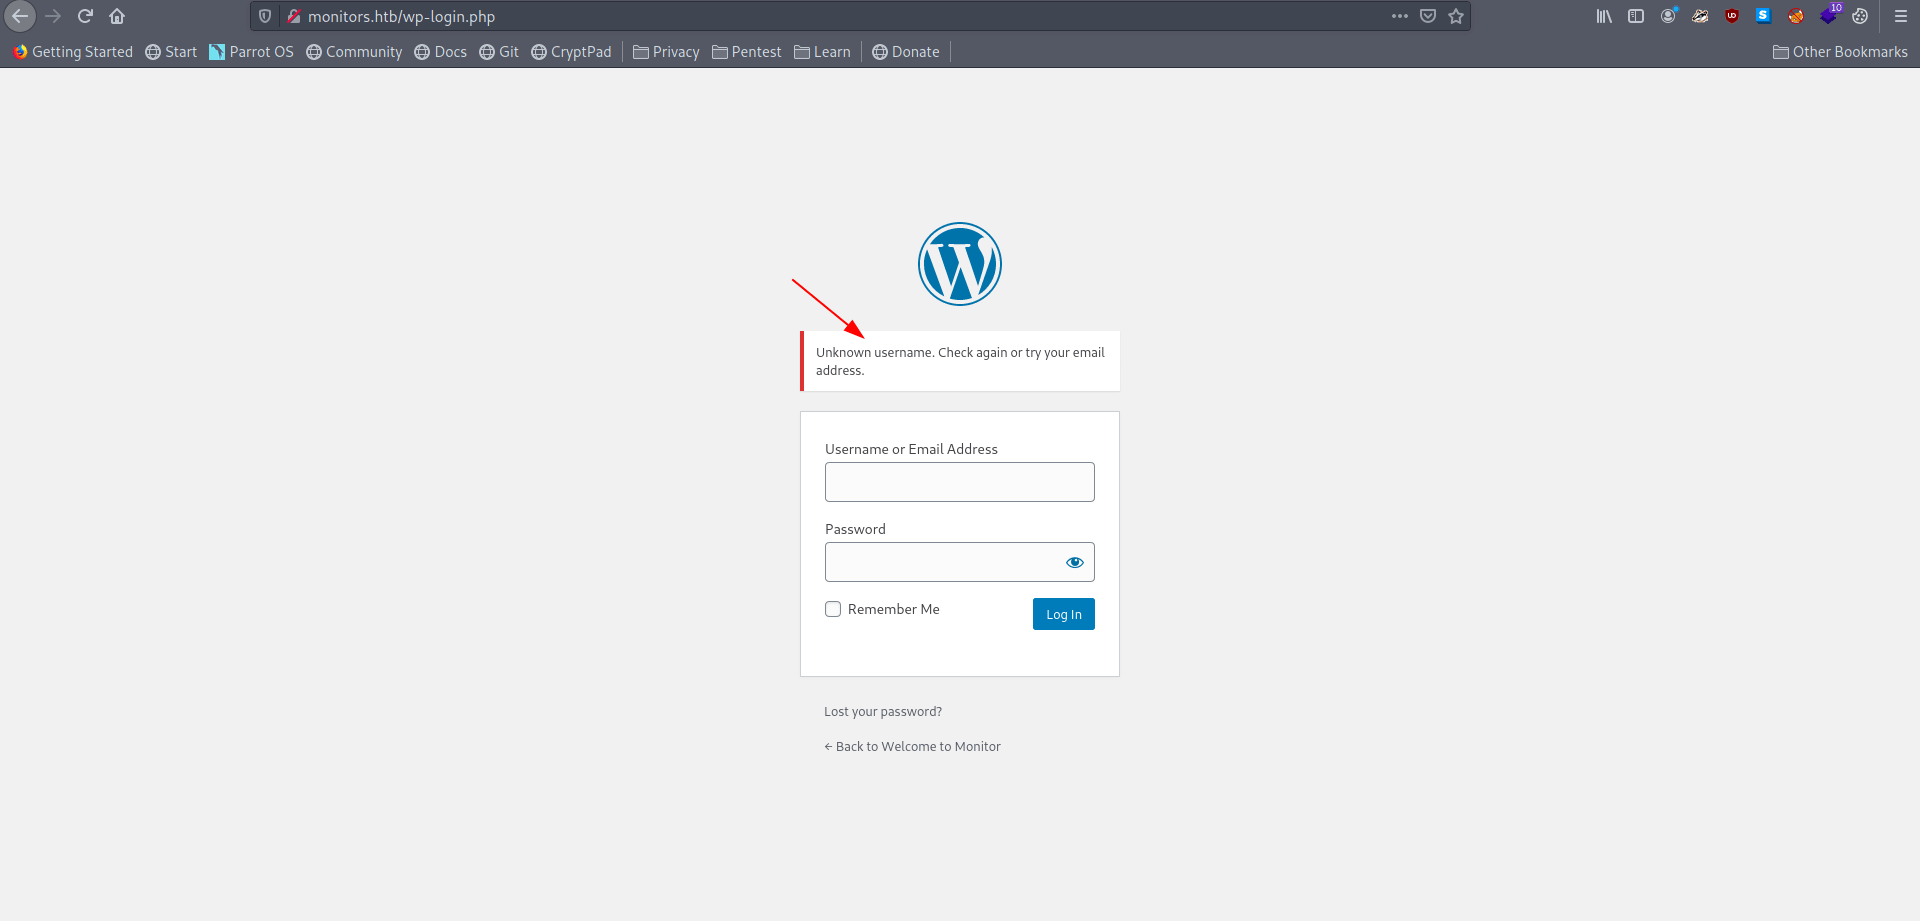 monitors.htb/wp-login.php
10
Getting Started Start Parrot OS Community Docs Git CryptPad Privacy Pentest Learn Donate Other Bookmarks
Unknown username. Check again or try your email
address.
Username or Email Address
Password
Remember Me
Log In
Lost your password?
← Back to Welcome to Monitor